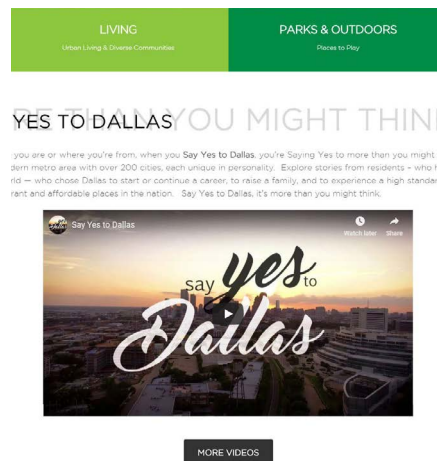 LIVING
Urban Living & Diverse Communities
PARKS & OUTDOORS
Places to Play
RE THAN YOU MIGHT THIN
YES TO DALLAS
you are or where you're from, when you Say Yes to Dallas, you're Saying Yes to more than you might
dern metro area with over 200 cities, each unique in personality. Explore stories from residents – who h
rld — who chose Dallas to start or continue a career, to raise a family, and to experience a high standar
rant and affordable places in the nation. Say Yes to Dallas, it's more than you might think.
Say Yes to Dallas
Watch later
Share
say yes to
Dallas
MORE VIDEOS